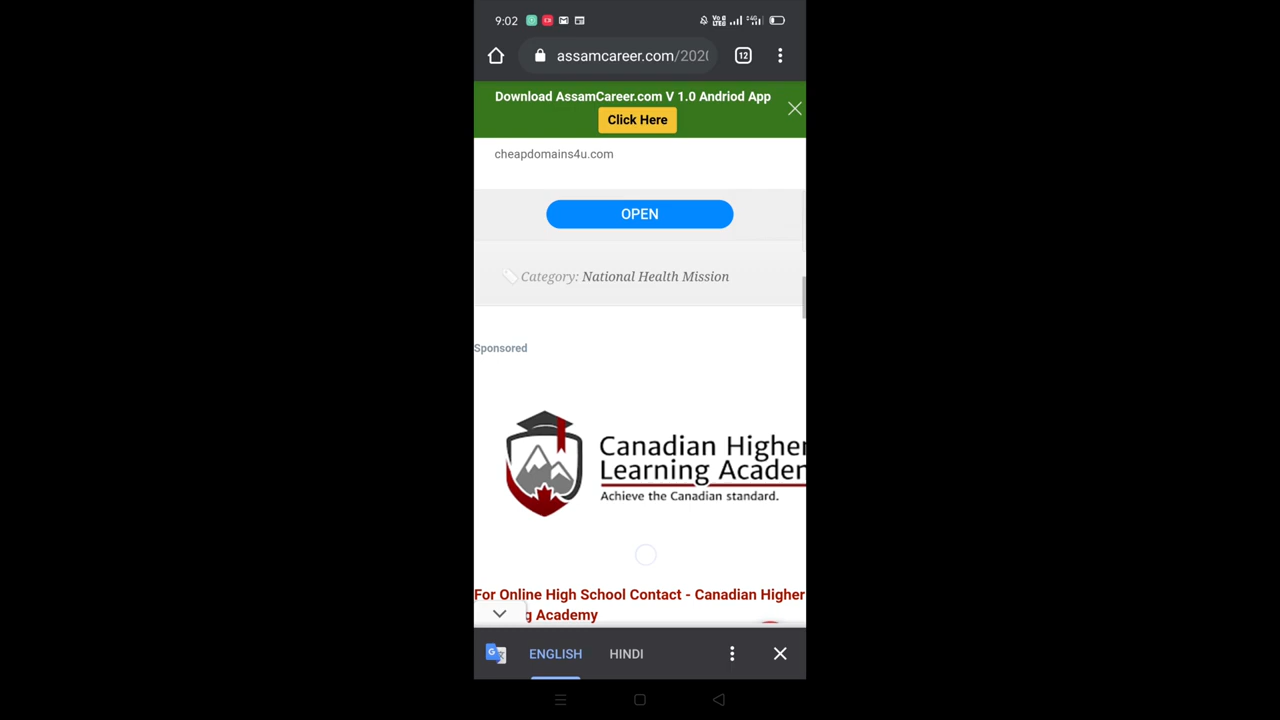 9:02
assamcareer.com/202
12
Download AssamCareer.com V 1.0 Andriod App
Click Here
cheapdomains4u.com
OPEN
Category: National Health Mission
Sponsored
Canadian Higher
Learning Academ
Achieve the Canadian standard.
For Online High School Contact - Canadian Higher
g Academy
ENGLISH
HINDI